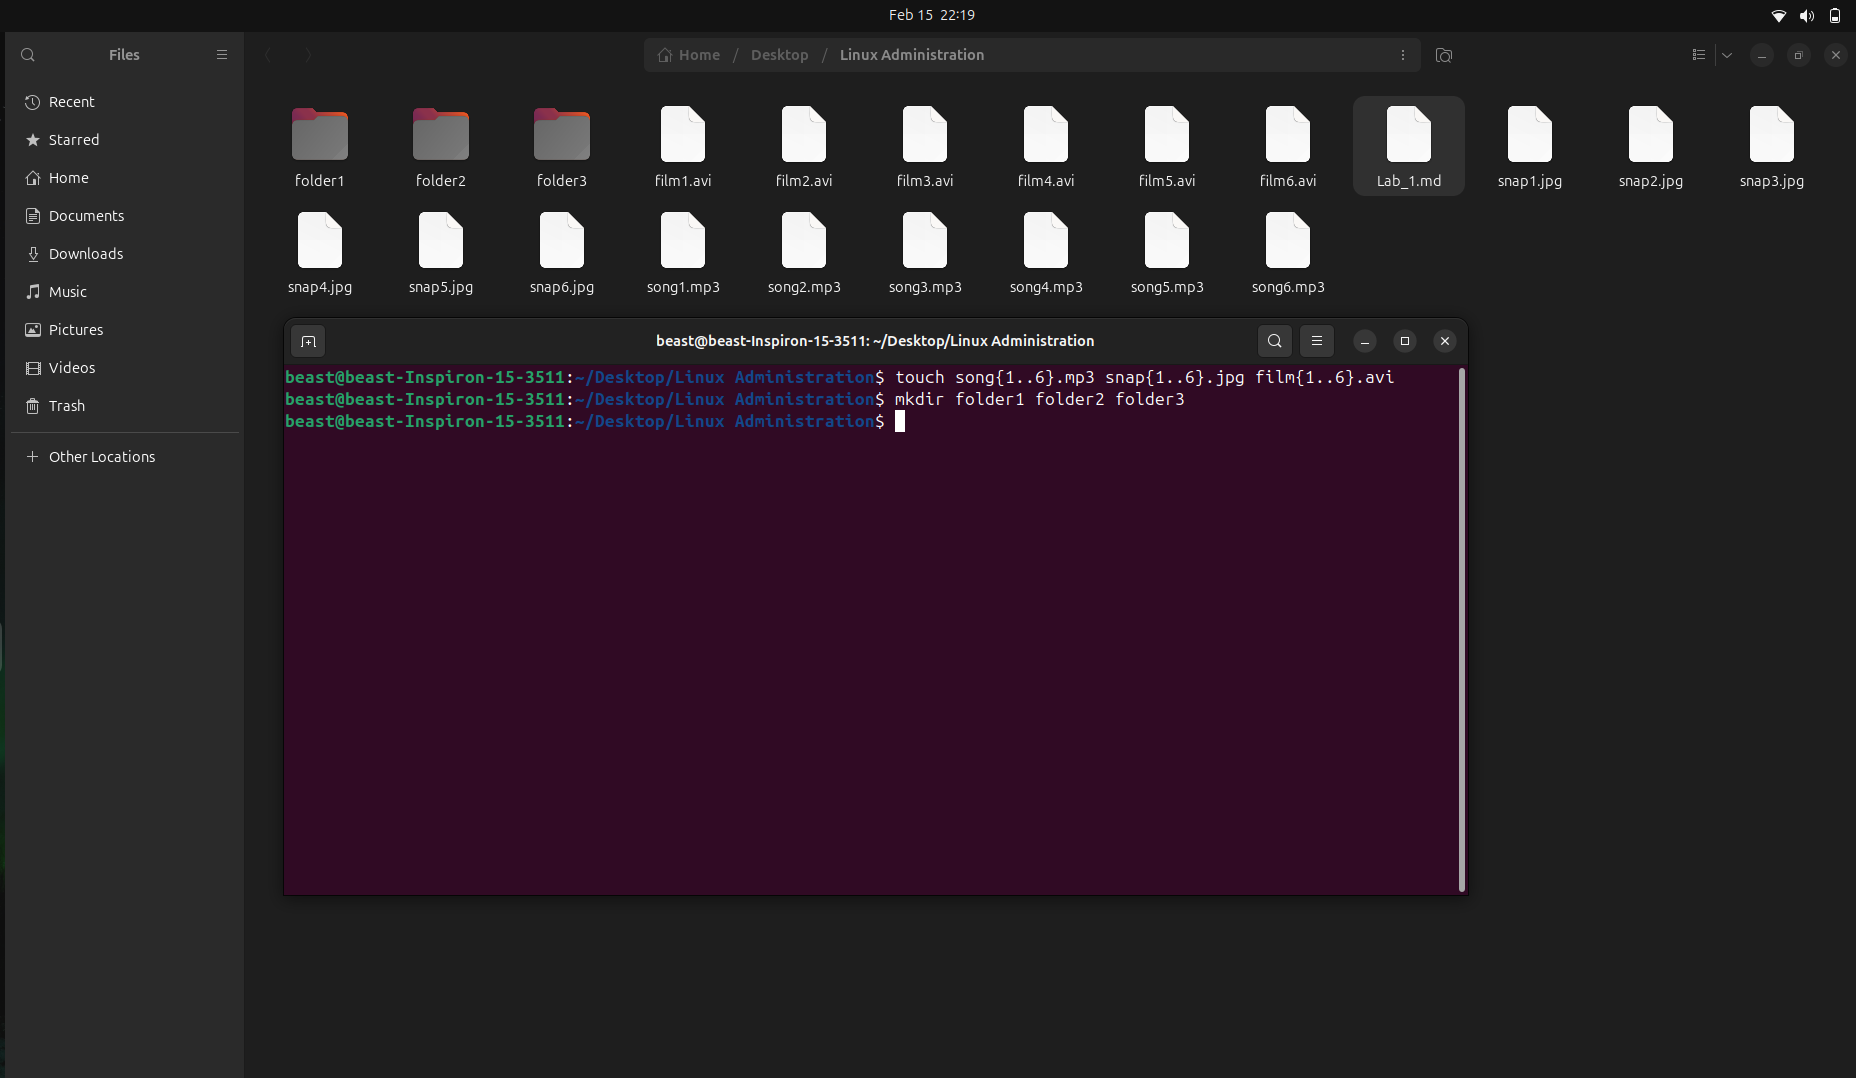 Feb 15 22:19
Files
Home / Desktop / Linux Administration
Recent
Starred
Home
Documents
Downloads
Music
Pictures
Videos
Trash
Other Locations
folder1 folder2 folder3 film1.avi film2.avi film3.avi film4.avi film5.avi film6.avi Lab_1.md snap1.jpg snap2.jpg snap3.jpg
snap4.jpg snap5.jpg snap6.jpg song1.mp3 song2.mp3 song3.mp3 song4.mp3 song5.mp3 song6.mp3
beast@beast-Inspiron-15-3511: ~/Desktop/Linux Administration
beast@beast-Inspiron-15-3511:~/Desktop/Linux Administration$ touch song{1..6}.mp3 snap{1..6}.jpg film{1..6}.avi
beast@beast-Inspiron-15-3511:~/Desktop/Linux Administration$ mkdir folder1 folder2 folder3
beast@beast-Inspiron-15-3511:~/Desktop/Linux Administration$